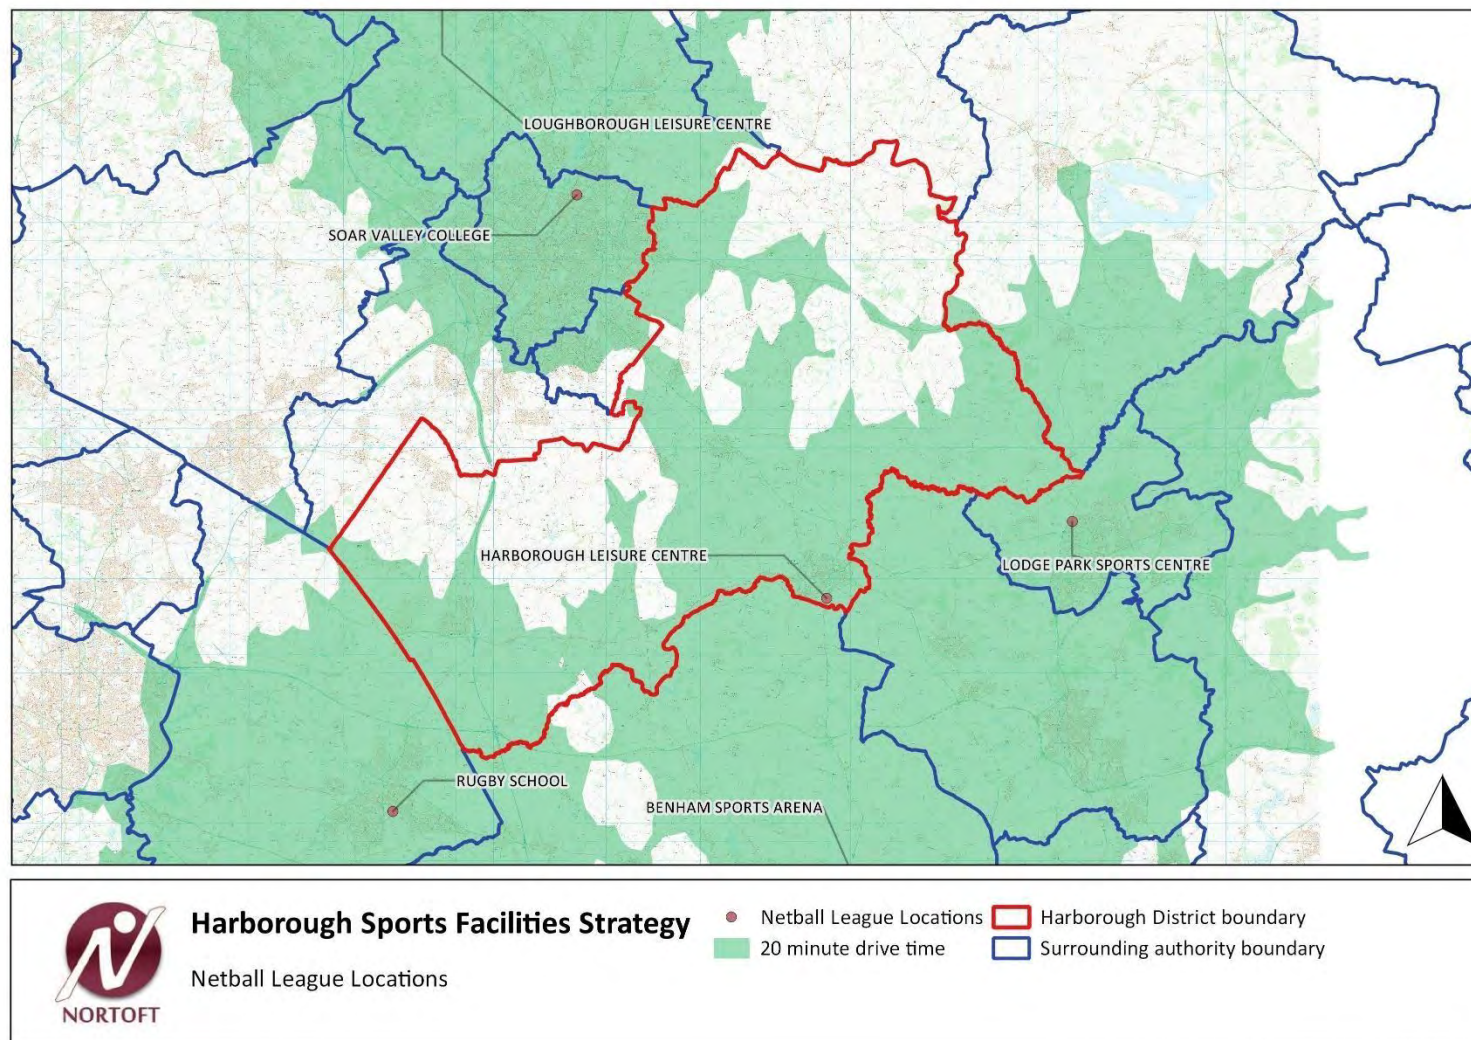 LOUGHBOROUGH LEISURE CENTRE
SOAR VALLEY COLLEGE
HARBOROUGH LEISURE CENTRE
LODGE PARK SPORTS CENTRE
RUGBY SCHOOL
BENHAM SPORTS ARENA
Harborough Sports Facilities Strategy
Netball League Locations
NORTOFT
Netball League Locations
20 minute drive time
Harborough District boundary
Surrounding authority boundary